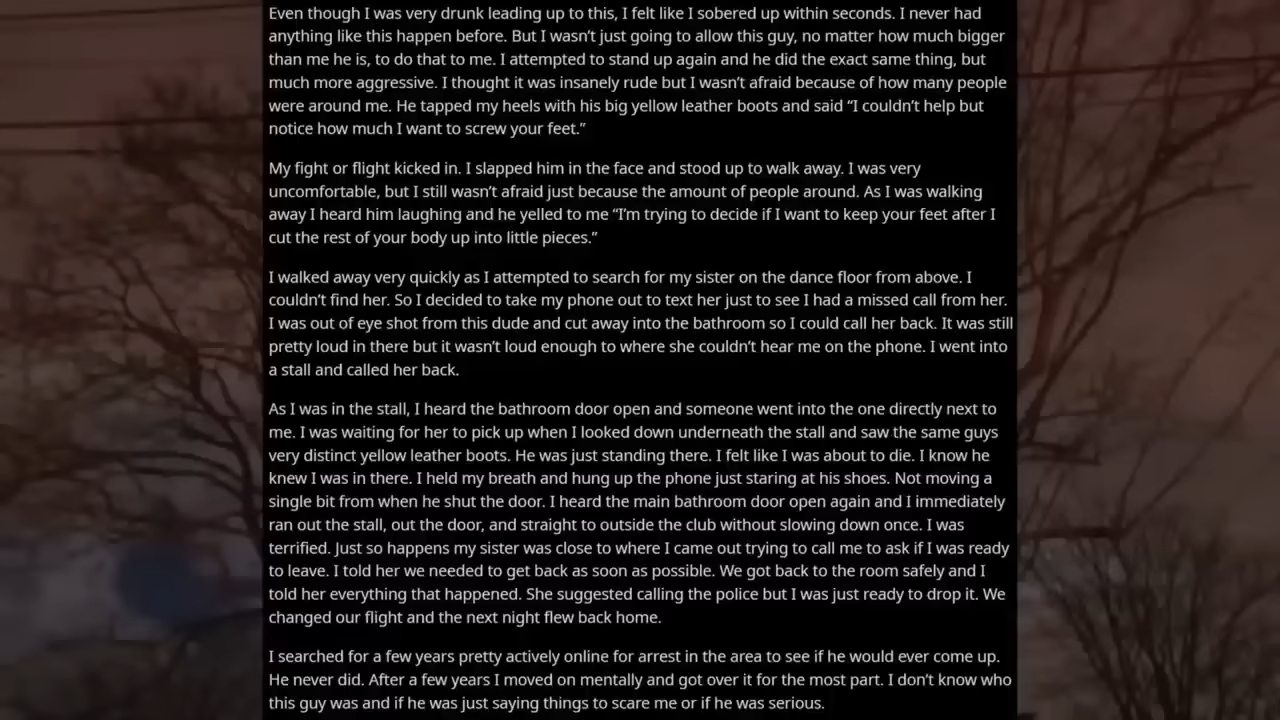 Even though I was very drunk leading up to this, I felt like I sobered up within seconds. I never had
anything like this happen before. But I wasn’t just going to allow this guy, no matter how much bigger
than me he is, to do that to me. I attempted to stand up again and he did the exact same thing, but
much more aggressive. I thought it was insanely rude but I wasn’t afraid because of how many people
were around me. He tapped my heels with his big yellow leather boots and said “I couldn’t help but
notice how much I want to screw your feet.”
My fight or flight kicked in. I slapped him in the face and stood up to walk away. I was very
uncomfortable, but I still wasn’t afraid just because the amount of people around. As I was walking
away I heard him laughing and he yelled to me “I’m trying to decide if I want to keep your feet after I
cut the rest of your body up into little pieces.”
I walked away very quickly as I attempted to search for my sister on the dance floor from above. I
couldn’t find her. So I decided to take my phone out to text her just to see I had a missed call from her.
I was out of eye shot from this dude and cut away into the bathroom so I could call her back. It was still
pretty loud in there but it wasn’t loud enough to where she couldn’t hear me on the phone. I went into
a stall and called her back.
As I was in the stall, I heard the bathroom door open and someone went into the one directly next to
me. I was waiting for her to pick up when I looked down underneath the stall and saw the same guys
very distinct yellow leather boots. He was just standing there. I felt like I was about to die. I know he
knew I was in there. I held my breath and hung up the phone just staring at his shoes. Not moving a
single bit from when he shut the door. I heard the main bathroom door open again and I immediately
ran out the stall, out the door, and straight to outside the club without slowing down once. I was
terrified. Just so happens my sister was close to where I came out trying to call me to ask if I was ready
to leave. I told her we needed to get back as soon as possible. We got back to the room safely and I
told her everything that happened. She suggested calling the police but I was just ready to drop it. We
changed our flight and the next night flew back home.
I searched for a few years pretty actively online for arrest in the area to see if he would ever come up.
He never did. After a few years I moved on mentally and got over it for the most part. I don’t know who
this guy was and if he was just saying things to scare me or if he was serious.